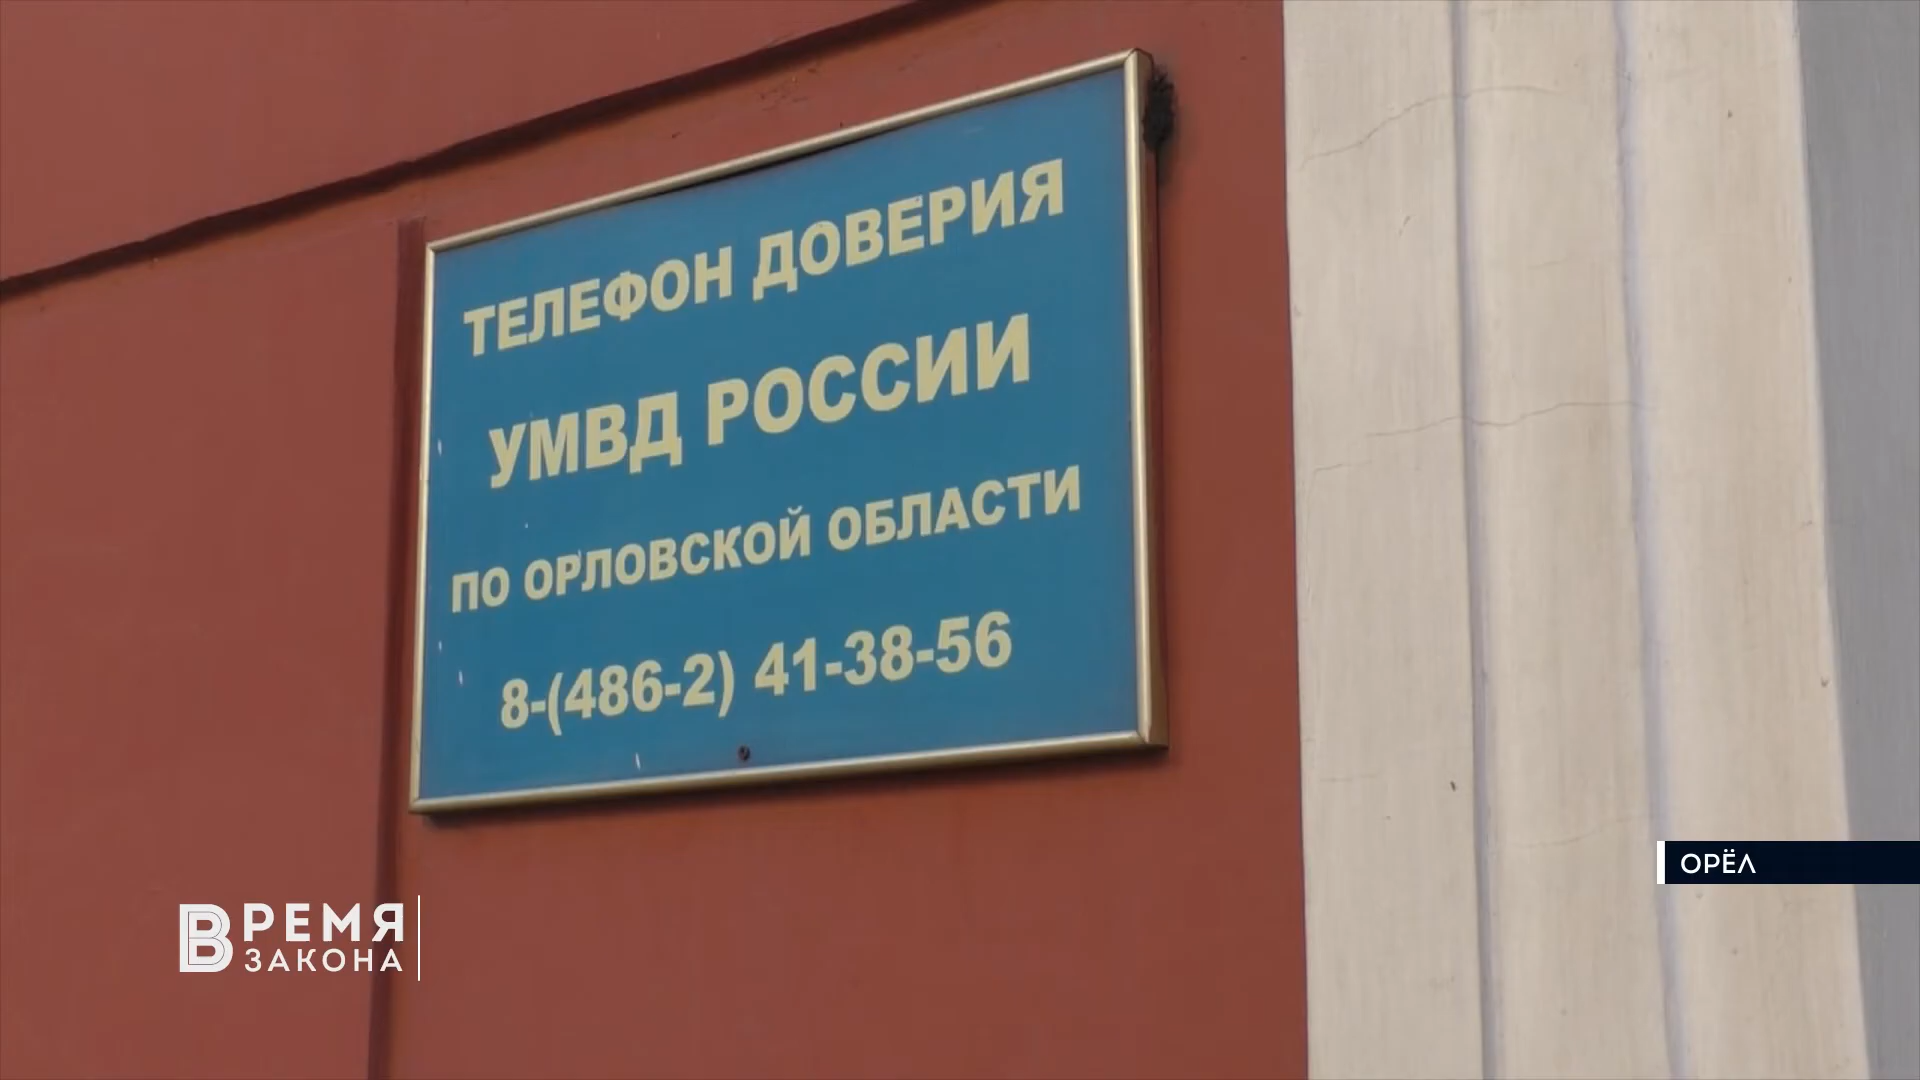 ТЕЛЕФОН ДОВЕРИЯ
УМВД РОССИИ
ПО ОРЛОВСКОЙ ОБЛАСТИ
8-(486-2) 41-38-56
ОРЁЛ
ВРЕМЯ
ЗАКОНА